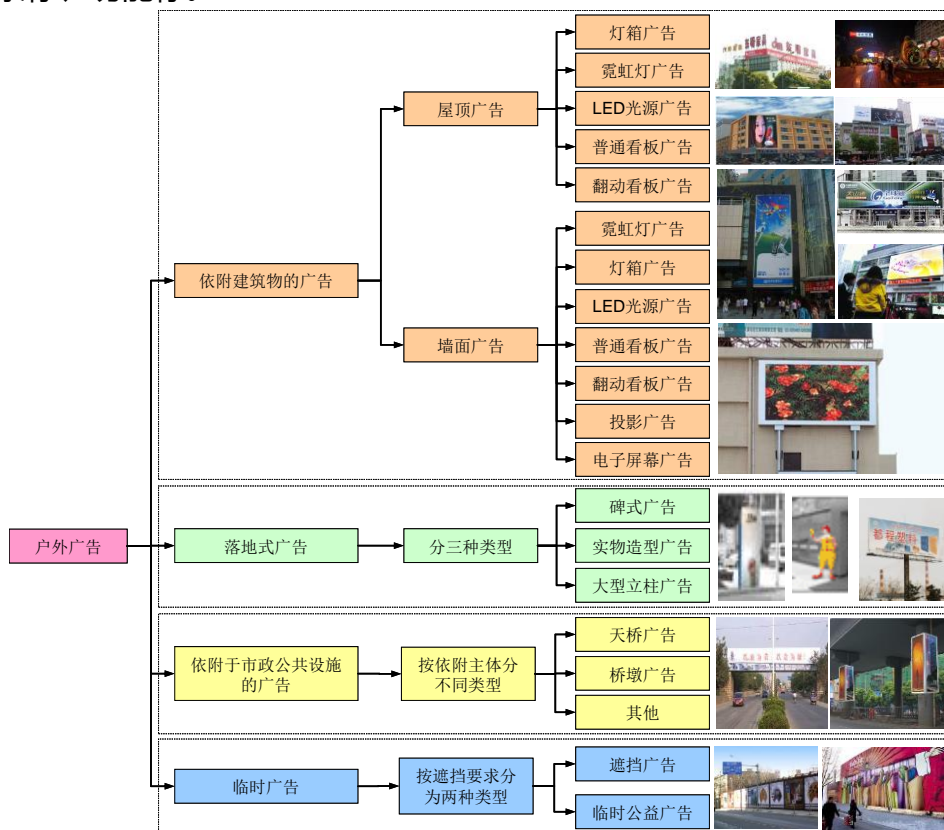 灯箱广告
霓虹灯广告
屋顶广告
LED光源广告
普通看板广告
翻动看板广告
霓虹灯广告
依附建筑物的广告
灯箱广告
LED光源广告
墙面广告
普通看板广告
翻动看板广告
投影广告
电子屏幕广告
碑式广告
户外广告
落地式广告
分三种类型
实物造型广告
都程塑料
大型立柱广告
天桥广告
依附于市政公共设施
的广告
按依附主体分
不同类型
桥墩广告
其他
遮挡广告
临时广告
按遮挡要求分
为两种类型
临时公益广告